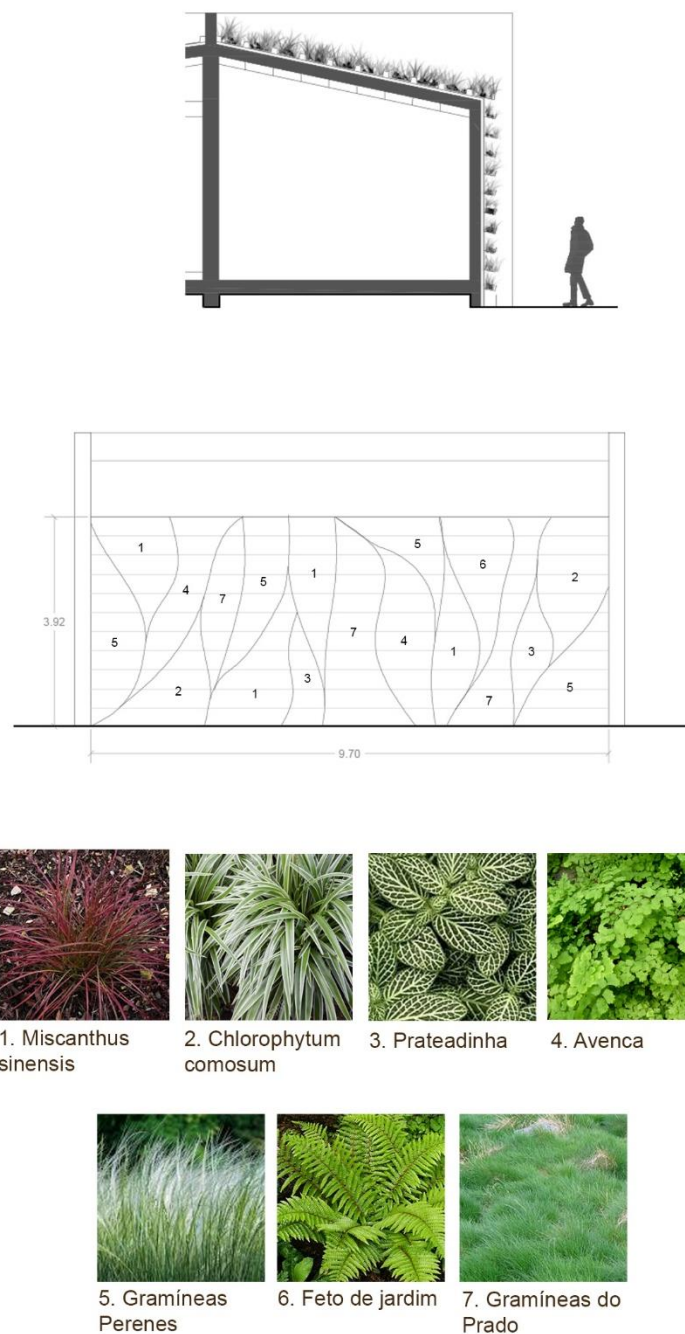 1
5
6
2
4
7
5
1
3.92
5
7
4
1
3
2
1
3
7
5
9.70
1. Miscanthus
sinensis
2. Chlorophytum
comosum
3. Prateadinha
4. Avenca
5. Gramíneas
Perenes
6. Feto de jardim
7. Gramíneas do
Prado